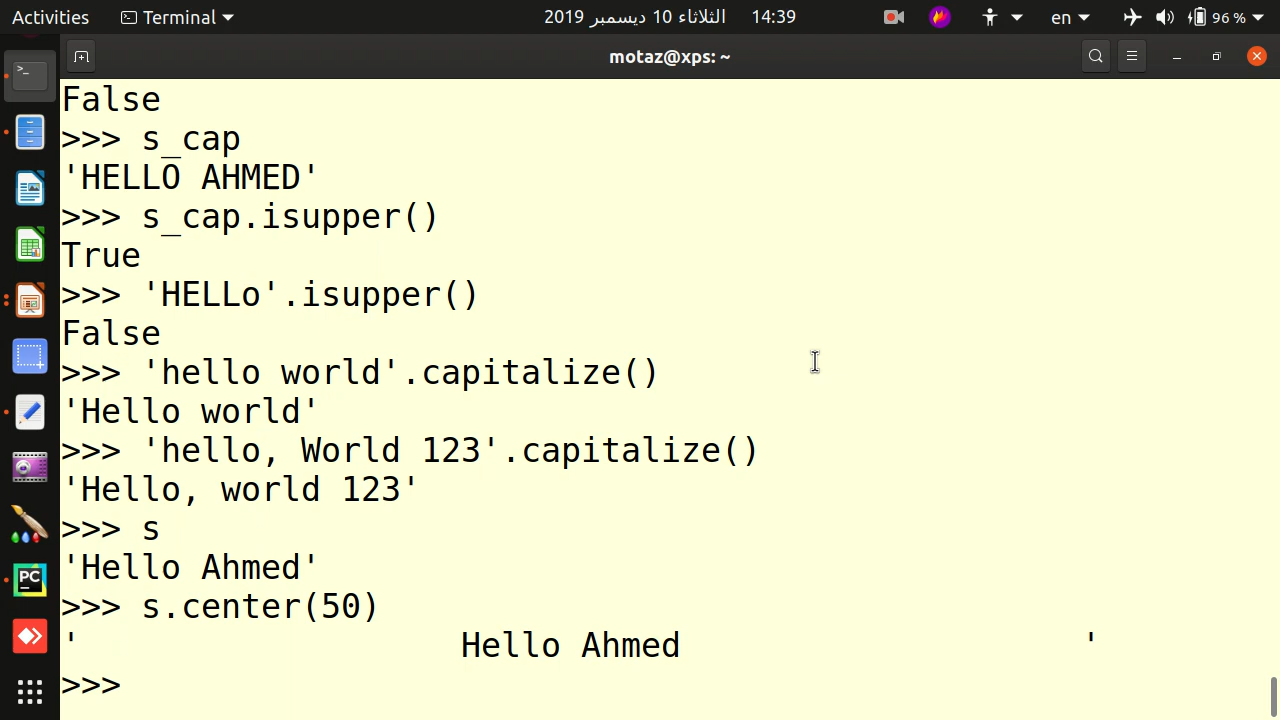 Activities Terminal 2019 الثلاثاء 10 ديسمبر 14:39 en 96 %
motaz@xps: ~
False
>>> s_cap
'HELLO AHMED'
>>> s_cap.isupper()
True
>>> 'HELLo'.isupper()
False
>>> 'hello world'.capitalize()
'Hello world'
>>> 'hello, World 123'.capitalize()
'Hello, world 123'
>>> s
'Hello Ahmed'
>>> s.center(50)
'                   Hello Ahmed                    '
>>>
PC